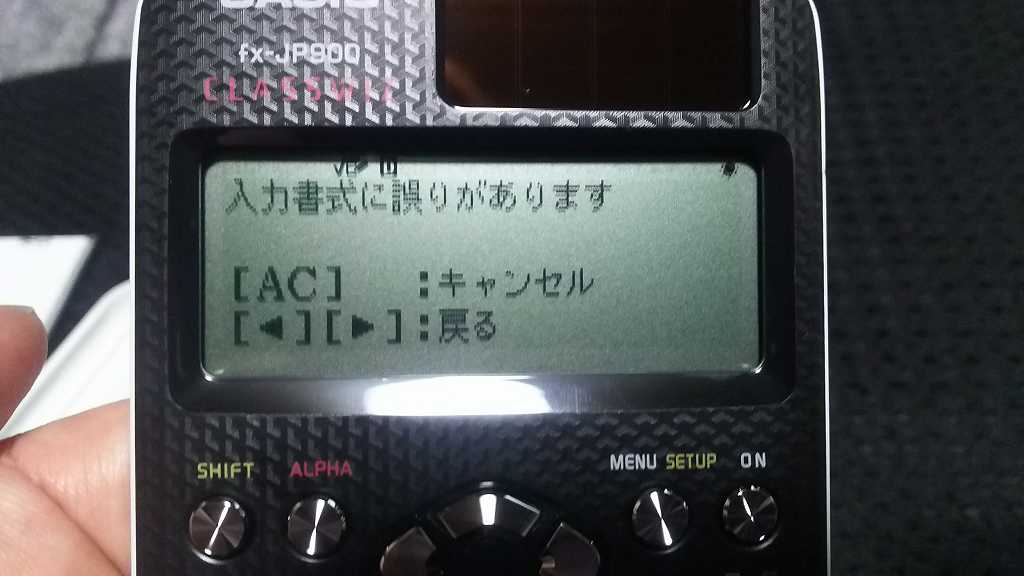 CASIO
fx-JP900
CLASSWIZ
√▱ D
入力書式に誤りがあります
[AC] :キャンセル
[◀][▶]:戻る
SHIFT ALPHA MENU SETUP ON